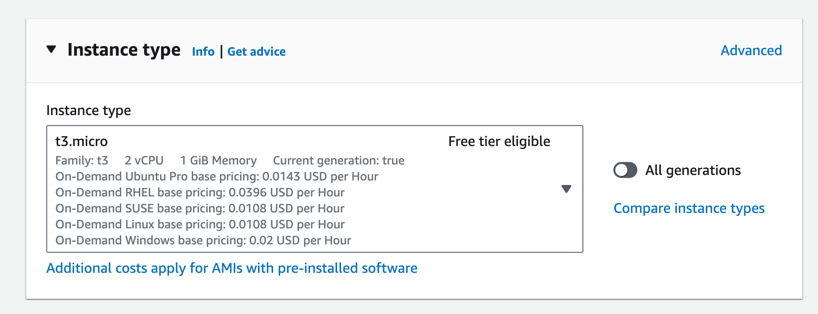 Instance type Info | Get advice Advanced
Instance type
t3.micro Free tier eligible
Family: t3 2 vCPU 1 GiB Memory Current generation: true
On-Demand Ubuntu Pro base pricing: 0.0143 USD per Hour
On-Demand RHEL base pricing: 0.0396 USD per Hour
On-Demand SUSE base pricing: 0.0108 USD per Hour
On-Demand Linux base pricing: 0.0108 USD per Hour
On-Demand Windows base pricing: 0.02 USD per Hour
All generations
Compare instance types
Additional costs apply for AMIs with pre-installed software